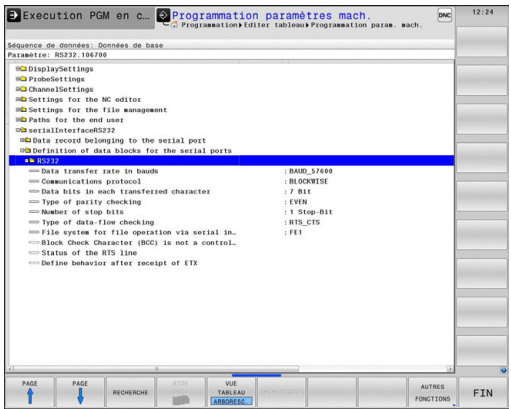 Execution PGM en c…
Programmation paramètres mach.
Programmation▸Editer tableau▸Programmation param. mach.
DNC
12:24
Séquence de données: Données de base
Paramètre: RS232.106700
DisplaySettings
ProbeSettings
ChannelSettings
Settings for the NC editor
Settings for the file management
Paths for the end user
serialInterfaceRS232
Data record belonging to the serial port
Definition of data blocks for the serial ports
RS232
Data transfer rate in bauds : BAUD_57600
Communications protocol : BLOCKWISE
Data bits in each transferred character : 7 Bit
Type of parity checking : EVEN
Number of stop bits : 1 Stop-Bit
Type of data-flow checking : RTS_CTS
File system for file operation via serial in… : FE1
Block Check Character (BCC) is not a control…
Status of the RTS line
Define behavior after receipt of ETX
PAGE
PAGE
RECHERCHE
VUE
TABLEAU
ARBORESC.
AUTRES
FONCTIONS
FIN